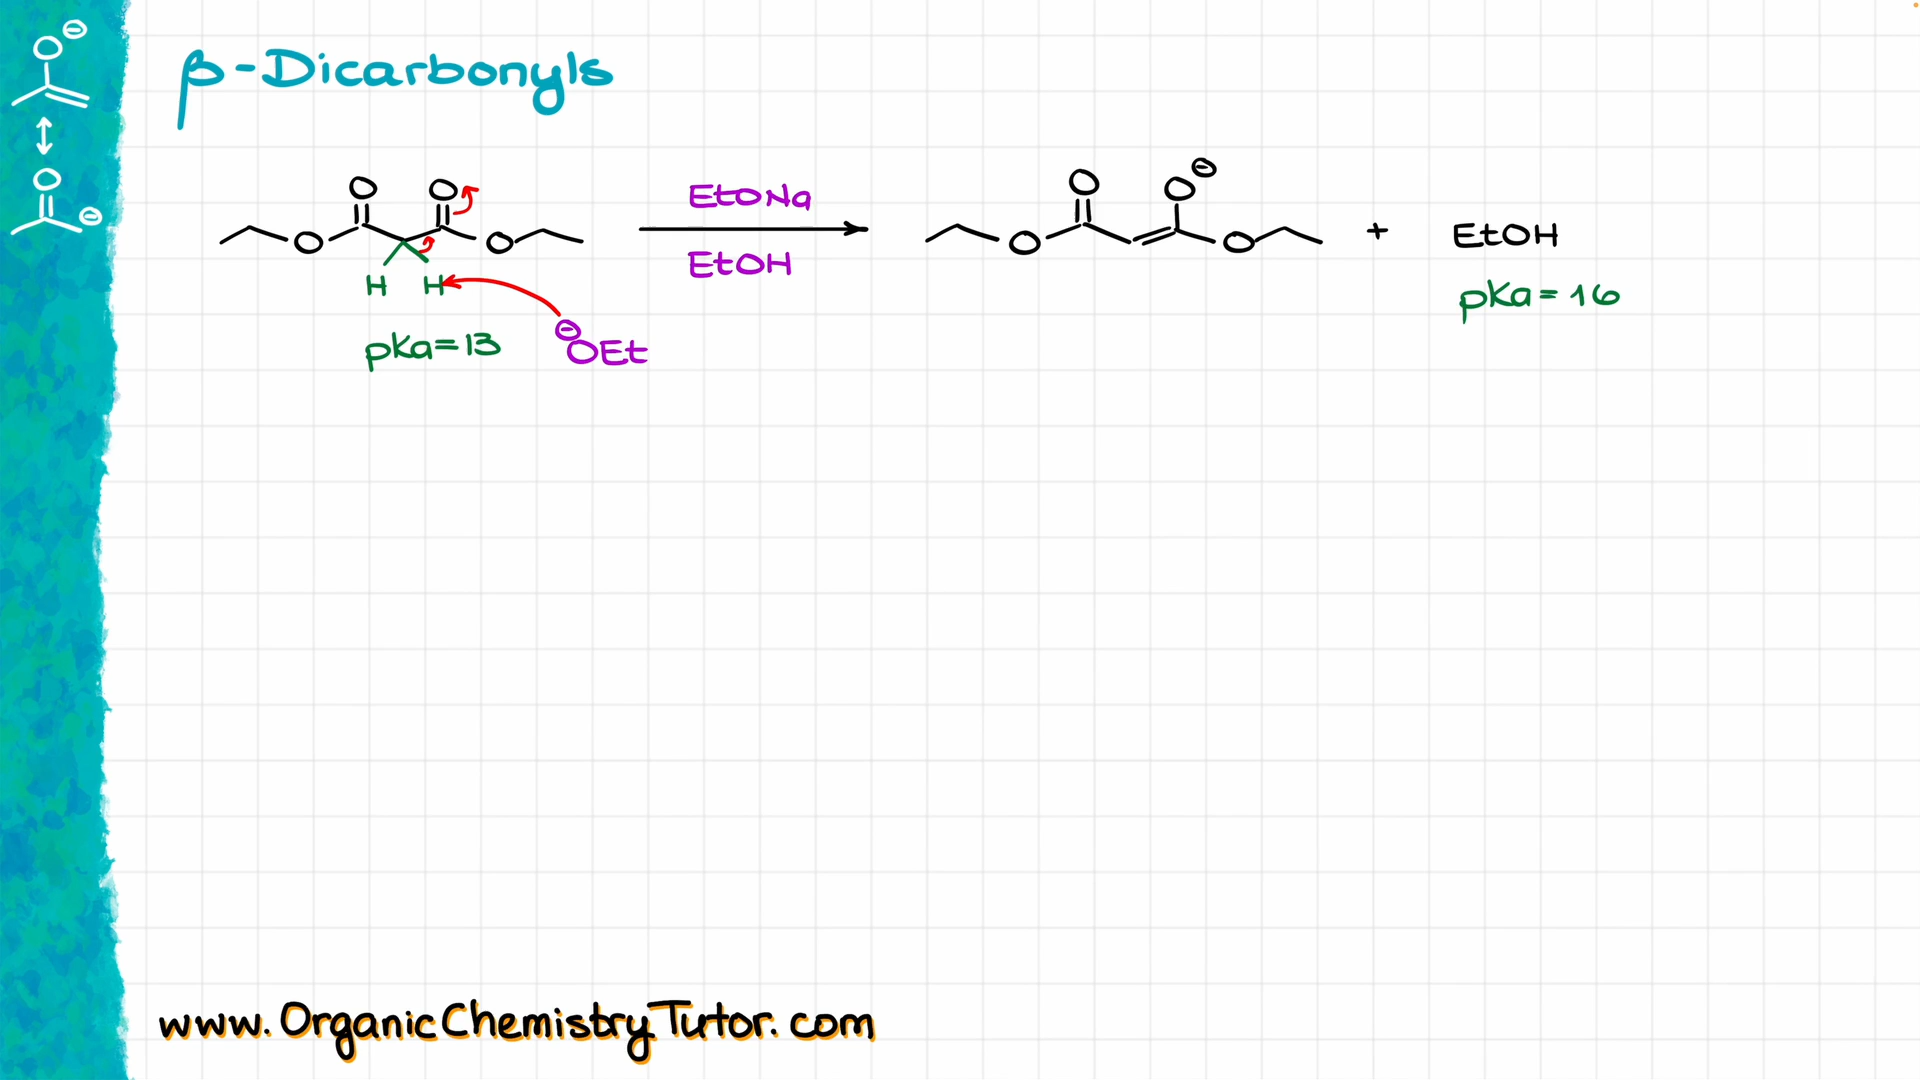 β-Dicarbonyls
O
O
O
O
H
H
pKa=13
⊖
OEt
EtONa
EtOH
O
O⊖
O
O
+
EtOH
pKa=16
O⊖
O
⊖
www.OrganicChemistryTutor.com